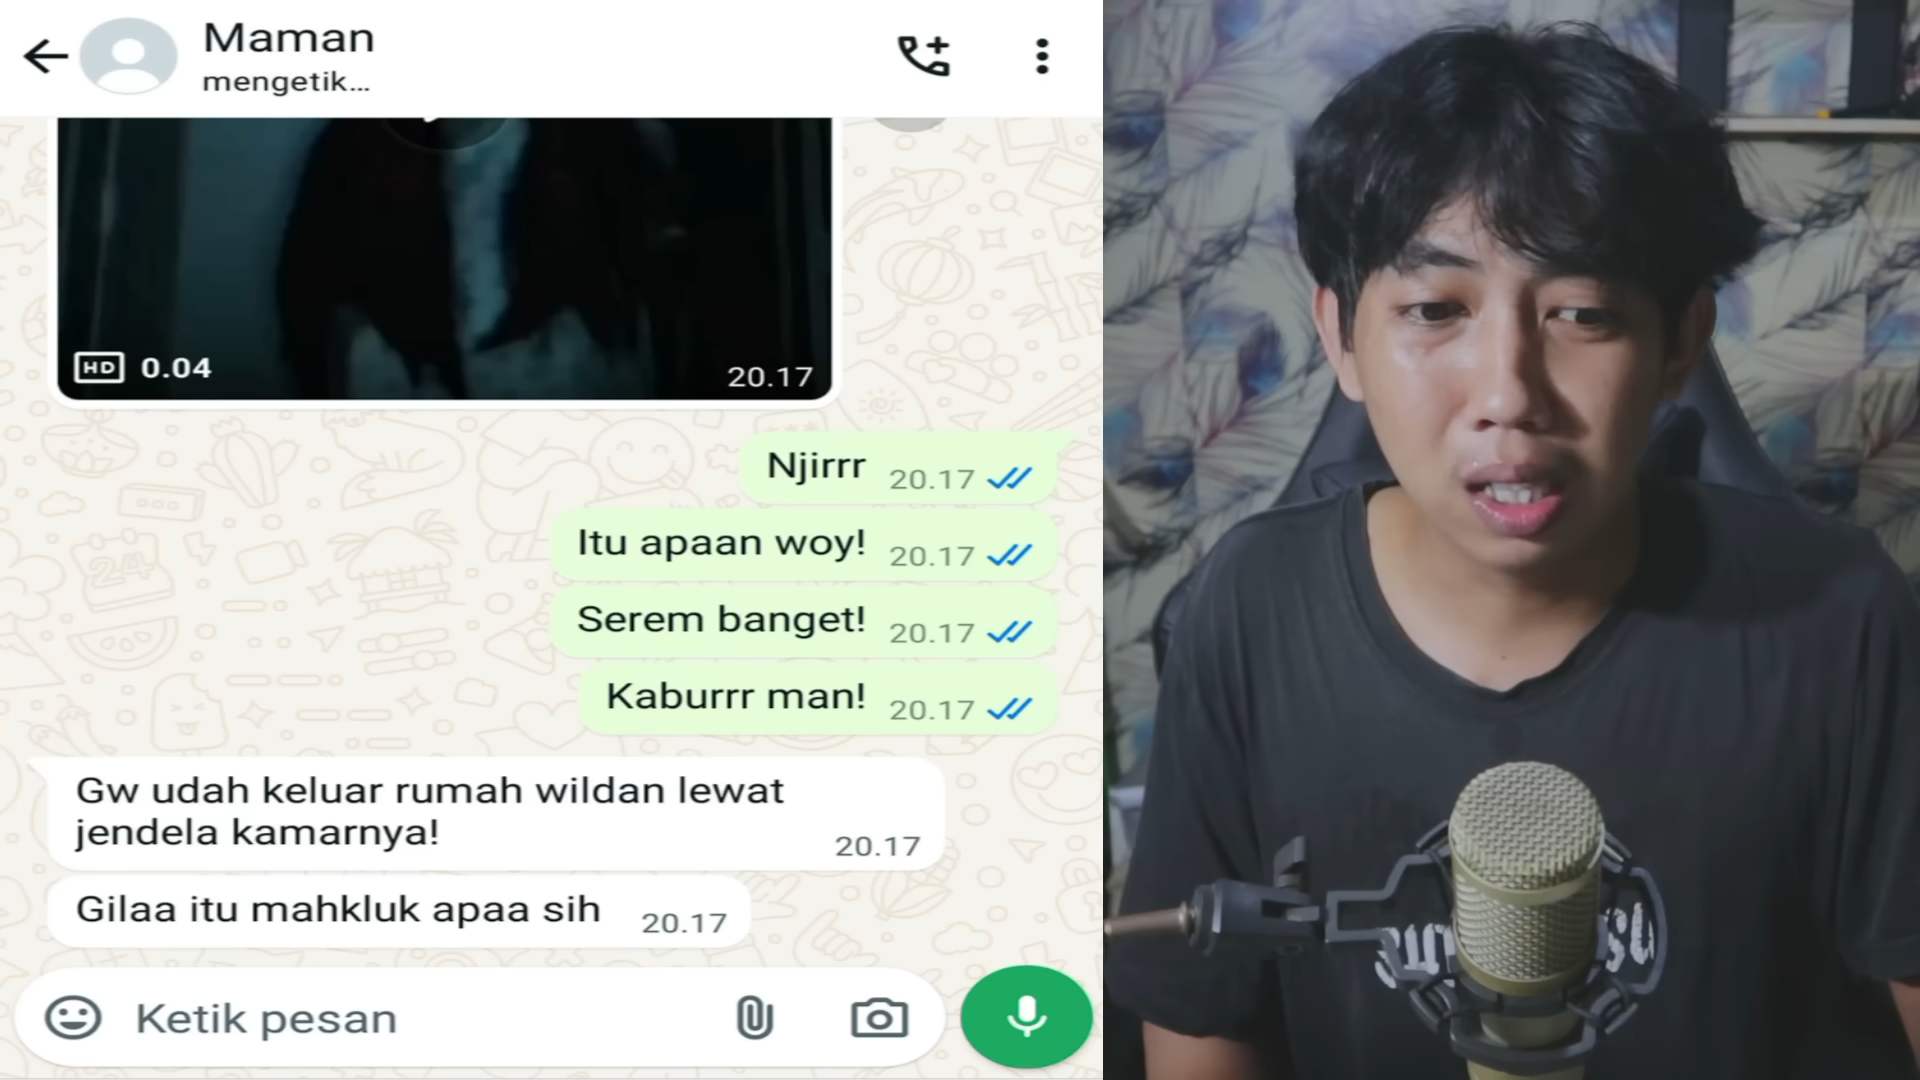 Maman
mengetik...
HD 0.04
20.17
Njirrr 20.17
Itu apaan woy! 20.17
Serem banget! 20.17
Kaburrr man! 20.17
Gw udah keluar rumah wildan lewat
jendela kamarnya!
20.17
Gilaa itu mahkluk apaa sih 20.17
Ketik pesan